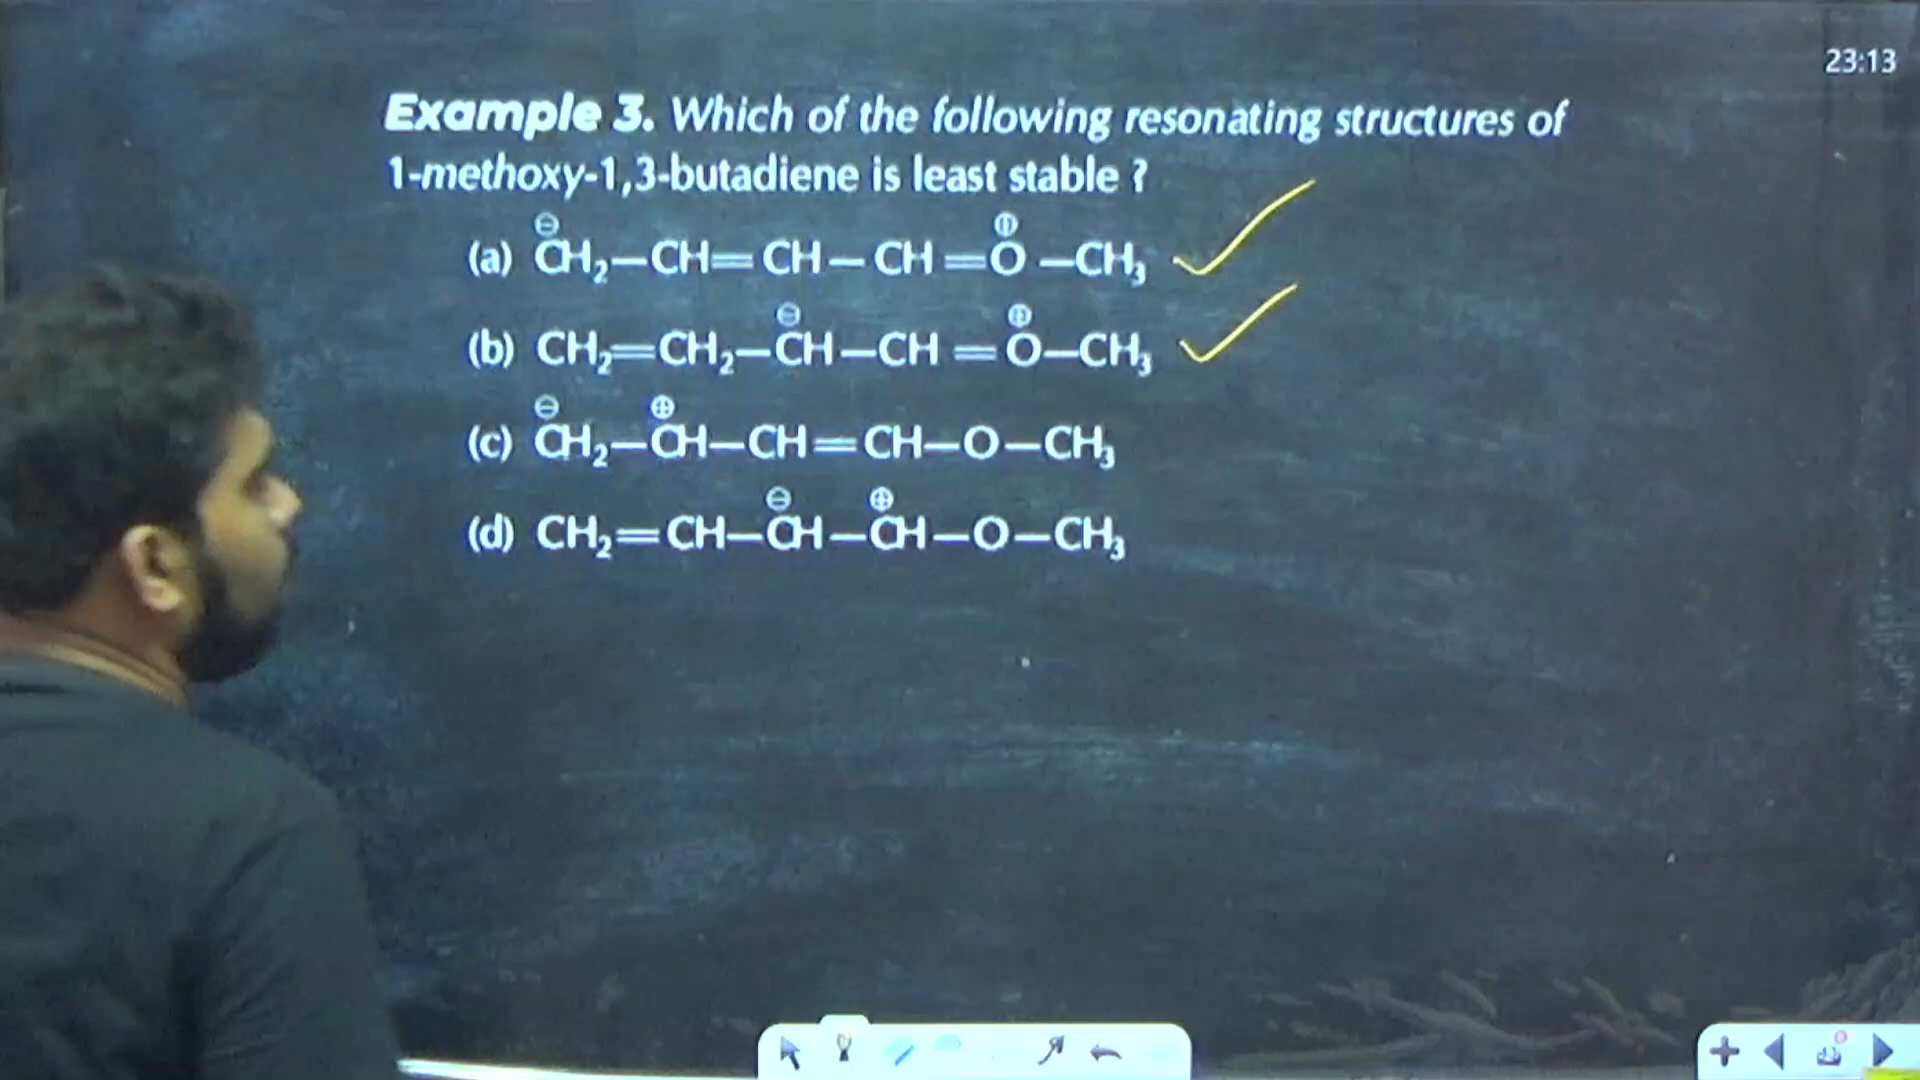 23:13
Example 3. Which of the following resonating structures of
1-methoxy-1,3-butadiene is least stable ?
(a) ⊖CH₂—CH═CH—CH═⊕O—CH₃
(b) CH₂═CH₂—⊖CH—CH═⊕O—CH₃
(c) ⊖CH₂—⊕CH—CH═CH—O—CH₃
(d) CH₂═CH—⊖CH—⊕CH—O—CH₃